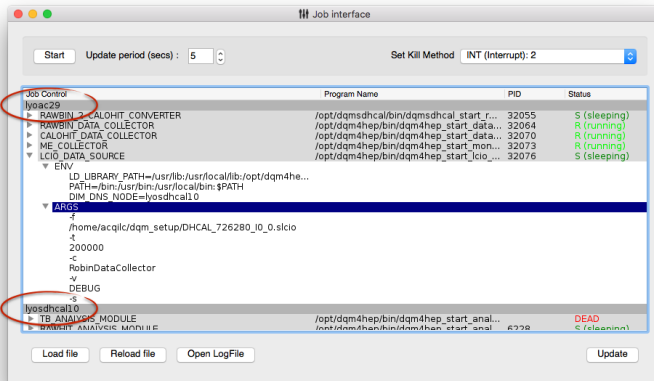 Job interface
Start Update period (secs) : 5 Set Kill Method INT (Interrupt): 2
Job Control Program Name PID Status
lyoac29
RAWBIN_2_CALOHIT_CONVERTER /opt/dqmsdhcal/bin/dqmsdhcal_start_r... 32055 S (sleeping)
RAWBIN_DATA_COLLECTOR /opt/dqm4hep/bin/dqm4hep_start_data... 32064 R (running)
CALOHIT_DATA_COLLECTOR /opt/dqm4hep/bin/dqm4hep_start_data... 32070 R (running)
ME_COLLECTOR /opt/dqm4hep/bin/dqm4hep_start_mon... 32073 R (running)
LCIO_DATA_SOURCE /opt/dqm4hep/bin/dqm4hep_start_lcio_... 32076 S (sleeping)
ENV
LD_LIBRARY_PATH=/usr/lib:/usr/local/lib:/opt/dqm4he...
PATH=/bin:/usr/bin:/usr/local/bin:$PATH
DIM_DNS_NODE=lyosdhcal10
ARGS
-f
/home/acqilc/dqm_setup/DHCAL_726280_I0_0.slcio
-t
200000
-c
RobinDataCollector
-v
DEBUG
-s
lyosdhcal10
TB_ANALYSIS_MODULE /opt/dqm4hep/bin/dqm4hep_start_anal... DEAD
RAWHIT_ANALYSIS_MODULE /opt/dqm4hep/bin/dqm4hep_start_anal... 6228 S (sleeping)
Load file Reload file Open LogFile Update